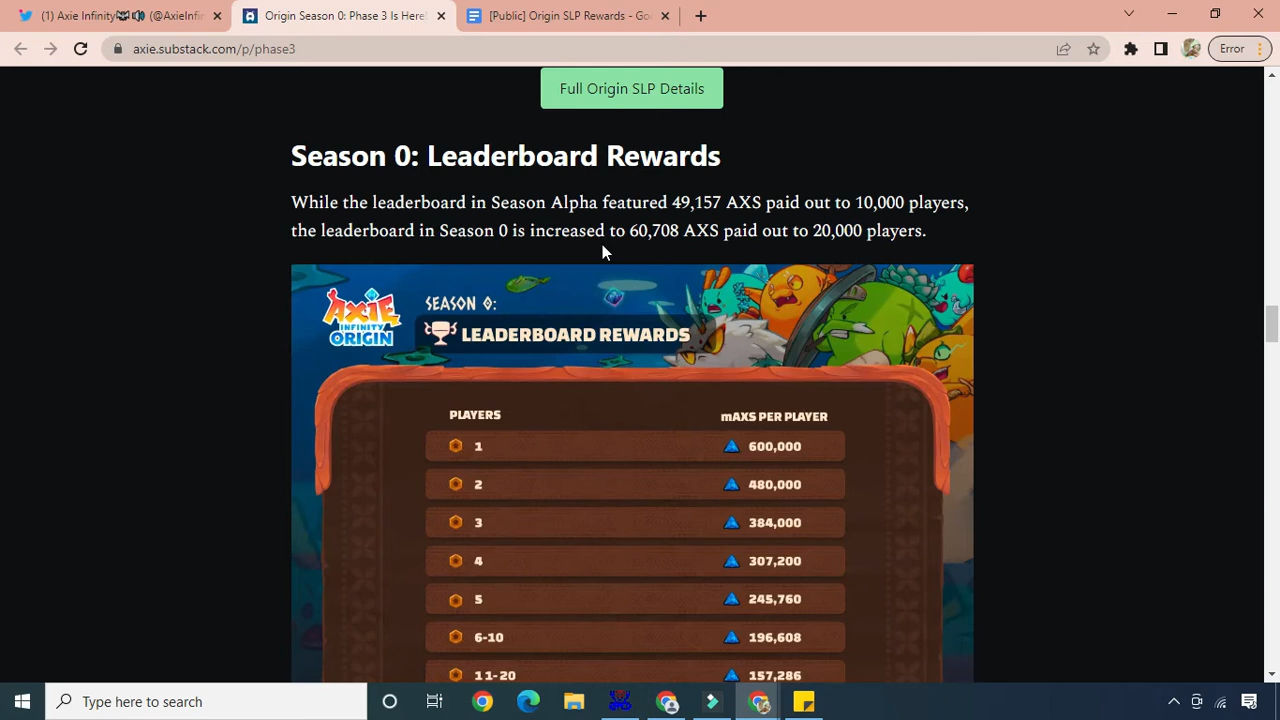 (1) Axie Infinity
(@AxieInfin
Origin Season 0: Phase 3 Is Here!
[Public] Origin SLP Rewards - Goo
axie.substack.com/p/phase3
Error
Full Origin SLP Details
Season 0: Leaderboard Rewards
While the leaderboard in Season Alpha featured 49,157 AXS paid out to 10,000 players,
the leaderboard in Season 0 is increased to 60,708 AXS paid out to 20,000 players.
AXIE
INFINITY
ORIGIN
SEASON 0:
LEADERBOARD REWARDS
PLAYERS
mAXS PER PLAYER
1 600,000
2 480,000
3 384,000
4 307,200
5 245,760
6-10 196,608
11-20 157,286
Type here to search